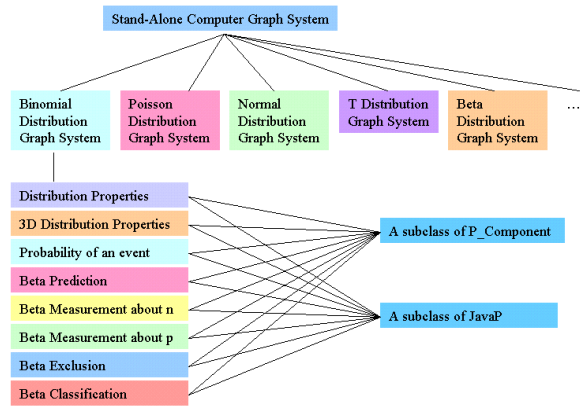 Stand-Alone Computer Graph System
Binomial
Distribution
Graph System
Poisson
Distribution
Graph System
Normal
Distribution
Graph System
T Distribution
Graph System
Beta
Distribution
Graph System
...
Distribution Properties
3D Distribution Properties
Probability of an event
Beta Prediction
Beta Measurement about n
Beta Measurement about p
Beta Exclusion
Beta Classification
A subclass of P_Component
A subclass of JavaP